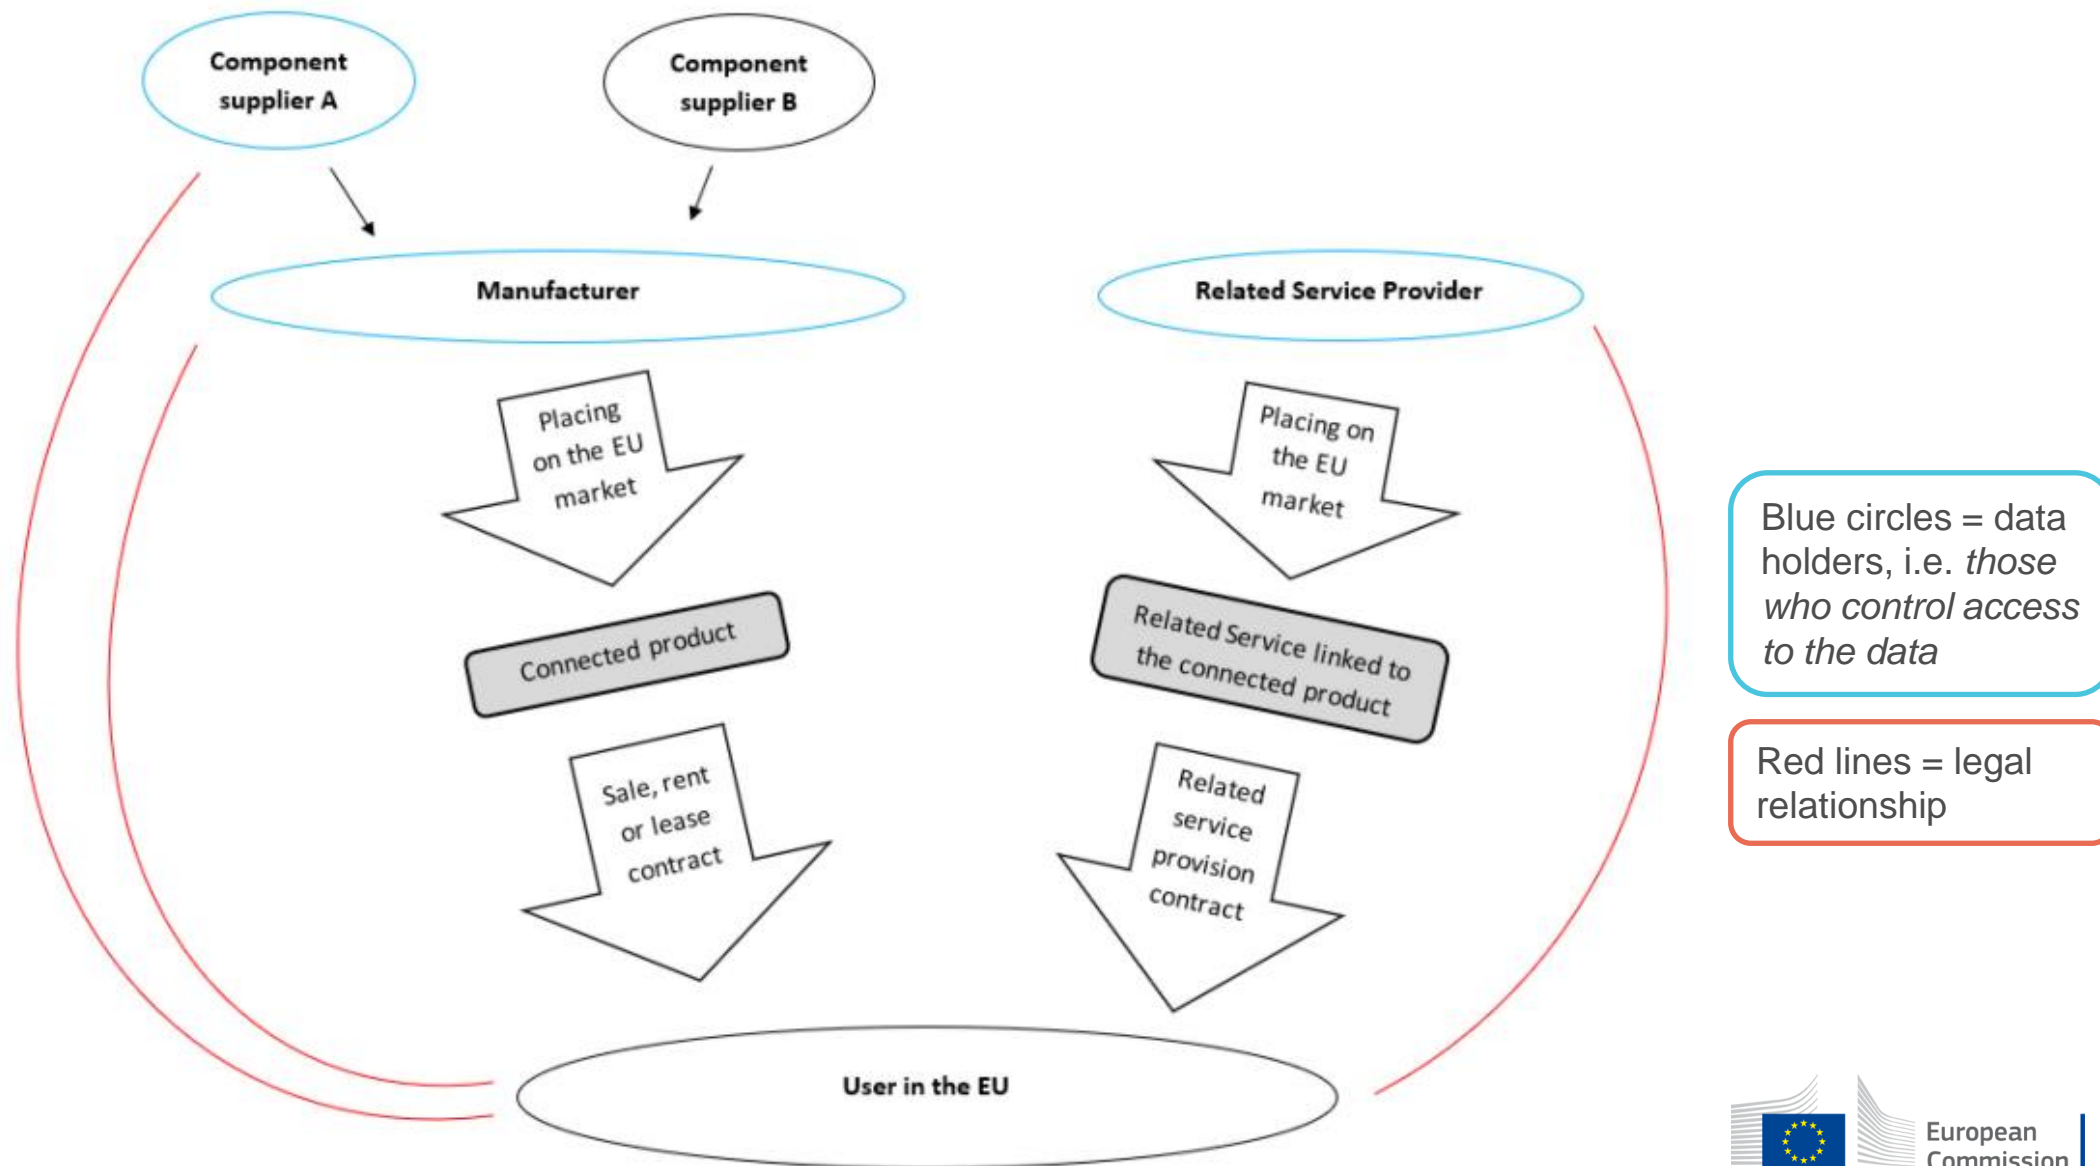 Component
supplier A
Component
supplier B
Manufacturer
Related Service Provider
Placing
on the EU
market
Placing on
the EU
market
Connected product
Related Service linked to
the connected product
Sale, rent
or lease
contract
Related
service
provision
contract
User in the EU
Blue circles = data
holders, i.e. those
who control access
to the data
Red lines = legal
relationship
European
Commission